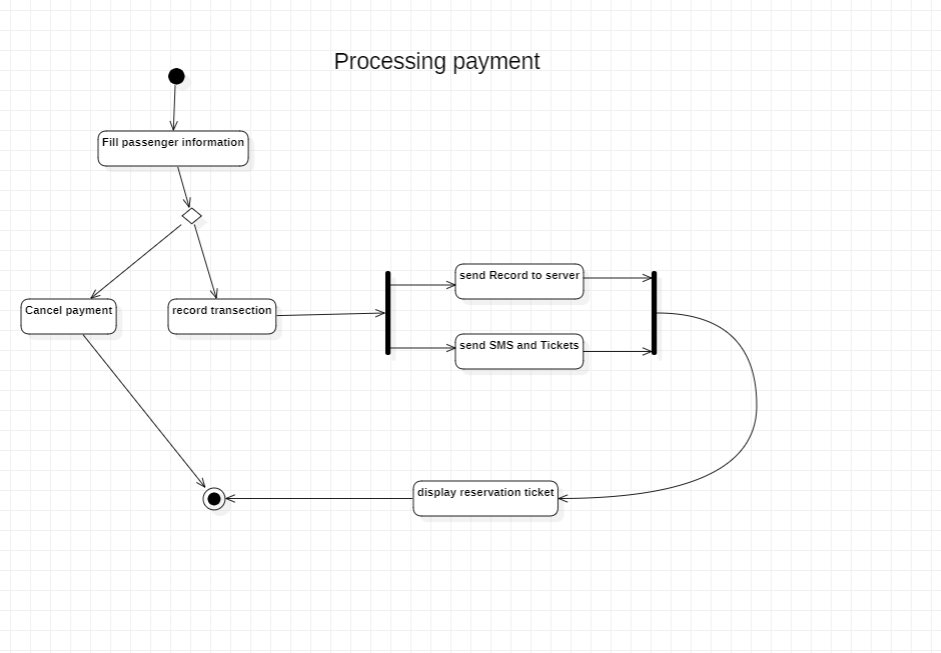 Processing payment
Fill passenger information
send Record to server
Cancel payment
record transection
send SMS and Tickets
display reservation ticket